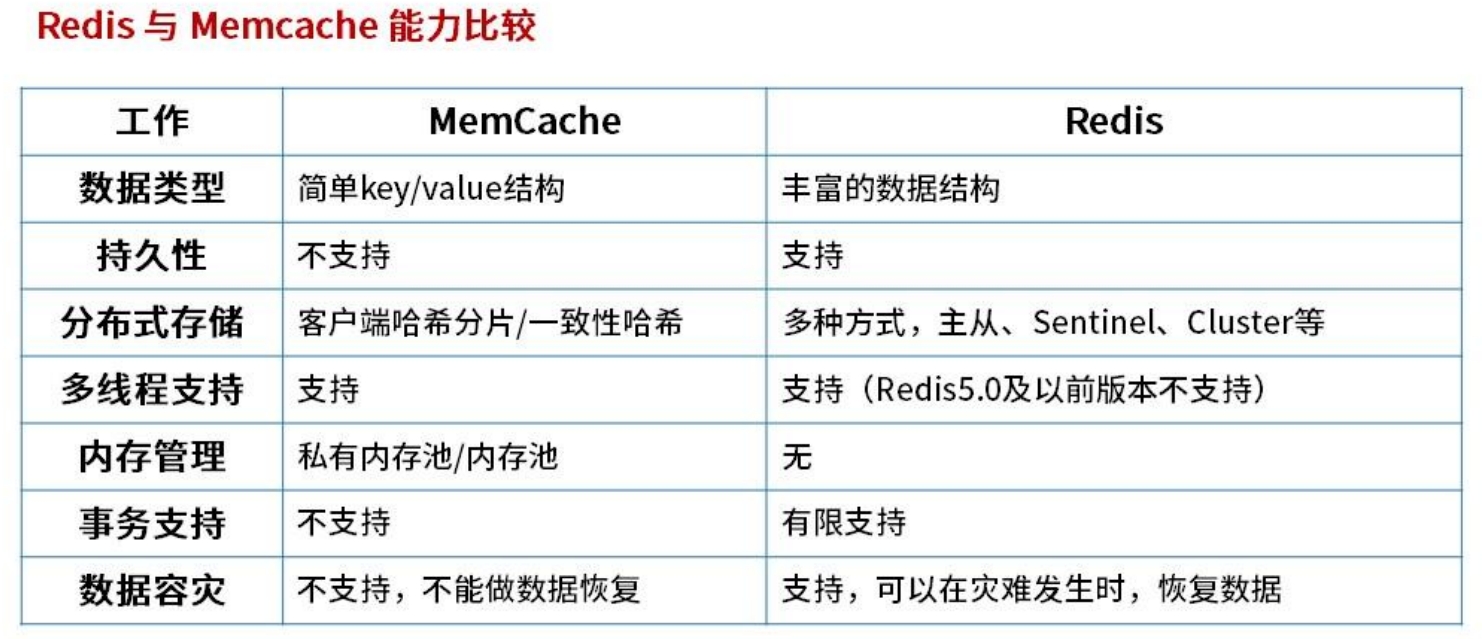 Redis 与 Memcache 能力比较
工作 MemCache Redis
数据类型 简单key/value结构 丰富的数据结构
持久性 不支持 支持
分布式存储 客户端哈希分片/一致性哈希 多种方式，主从、Sentinel、Cluster等
多线程支持 支持 支持（Redis5.0及以前版本不支持）
内存管理 私有内存池/内存池 无
事务支持 不支持 有限支持
数据容灾 不支持，不能做数据恢复 支持，可以在灾难发生时，恢复数据